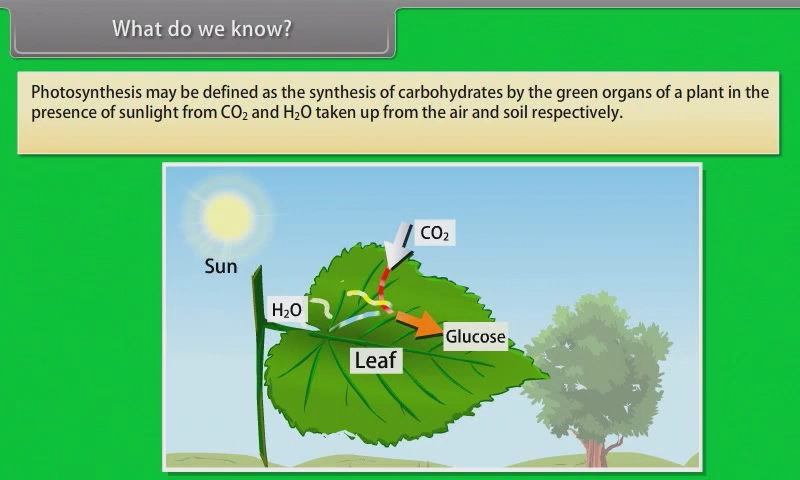 What do we know?
Photosynthesis may be defined as the synthesis of carbohydrates by the green organs of a plant in the
presence of sunlight from CO₂ and H₂O taken up from the air and soil respectively.
CO₂
Sun
H₂O
Glucose
Leaf